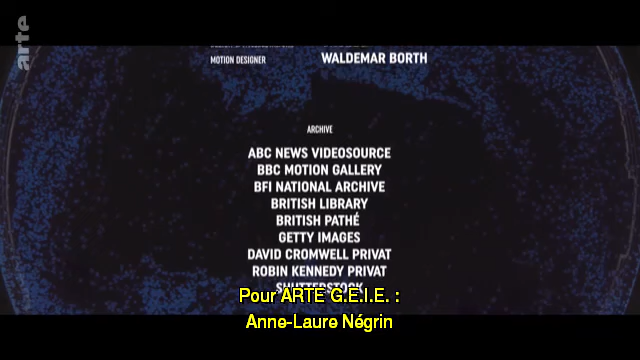 arte
MOTION DESIGNER WALDEMAR BORTH
ARCHIVE
ABC NEWS VIDEOSOURCE
BBC MOTION GALLERY
BFI NATIONAL ARCHIVE
BRITISH LIBRARY
BRITISH PATHÉ
GETTY IMAGES
DAVID CROMWELL PRIVAT
ROBIN KENNEDY PRIVAT
SHUTTERSTOCK
Pour ARTE G.E.I.E. :
Anne-Laure Négrin